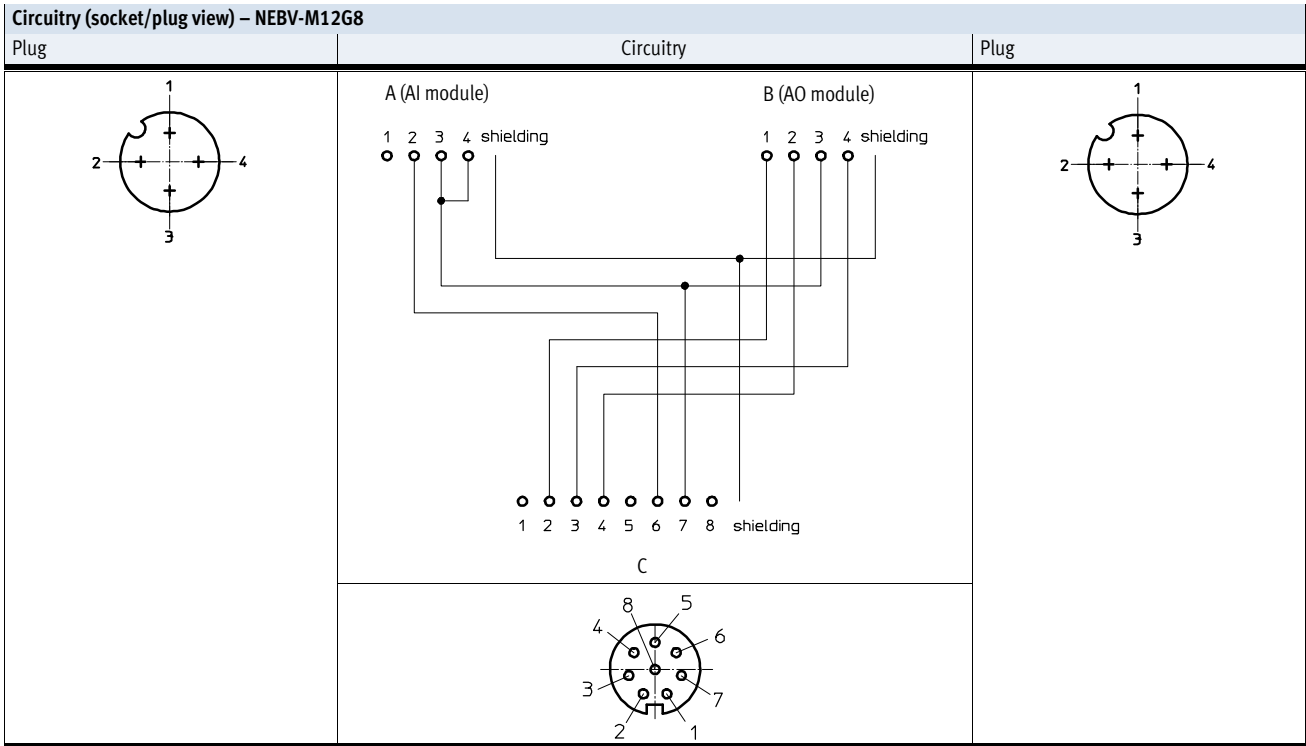 Circuitry (socket/plug view) – NEBV-M12G8
Plug Circuitry Plug
A (AI module) B (AO module)
1 2 3 4 shielding 1 2 3 4 shielding
1
2 4
3
1
2 4
3
1 2 3 4 5 6 7 8 shielding
C
8 5
4 6
3 7
2 1